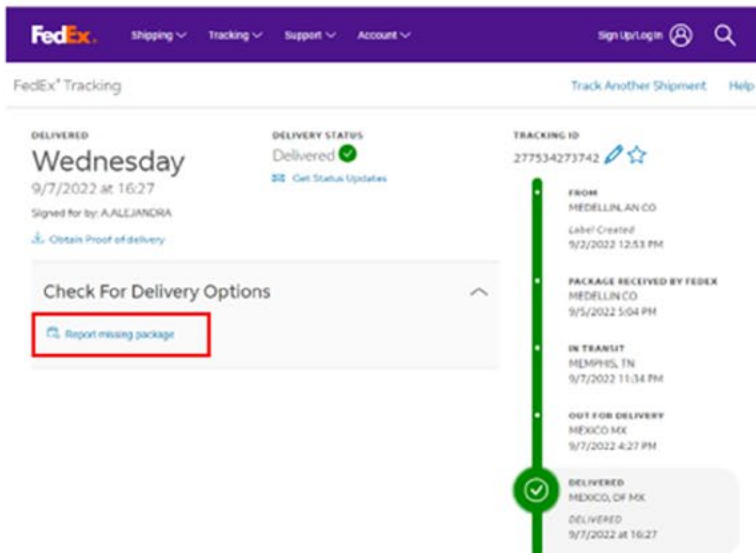 FedEx.
Shipping
Tracking
Support
Account
Sign Up/Log In
FedEx® Tracking
Track Another Shipment
Help
DELIVERED
Wednesday
9/7/2022 at 16:27
Signed for by: A.ALEJANDRA
Obtain Proof of delivery
DELIVERY STATUS
Delivered
Get Status Updates
Check For Delivery Options
Report missing package
TRACKING ID
277534273742
FROM
MEDELLIN, AN CO
Label Created
9/2/2022 12:53 PM
PACKAGE RECEIVED BY FEDEX
MEDELLIN CO
9/5/2022 5:04 PM
IN TRANSIT
MEMPHIS, TN
9/7/2022 11:34 PM
OUT FOR DELIVERY
MEXICO MX
9/7/2022 4:27 PM
DELIVERED
MEXICO, DF MX
DELIVERED
9/7/2022 at 16:27